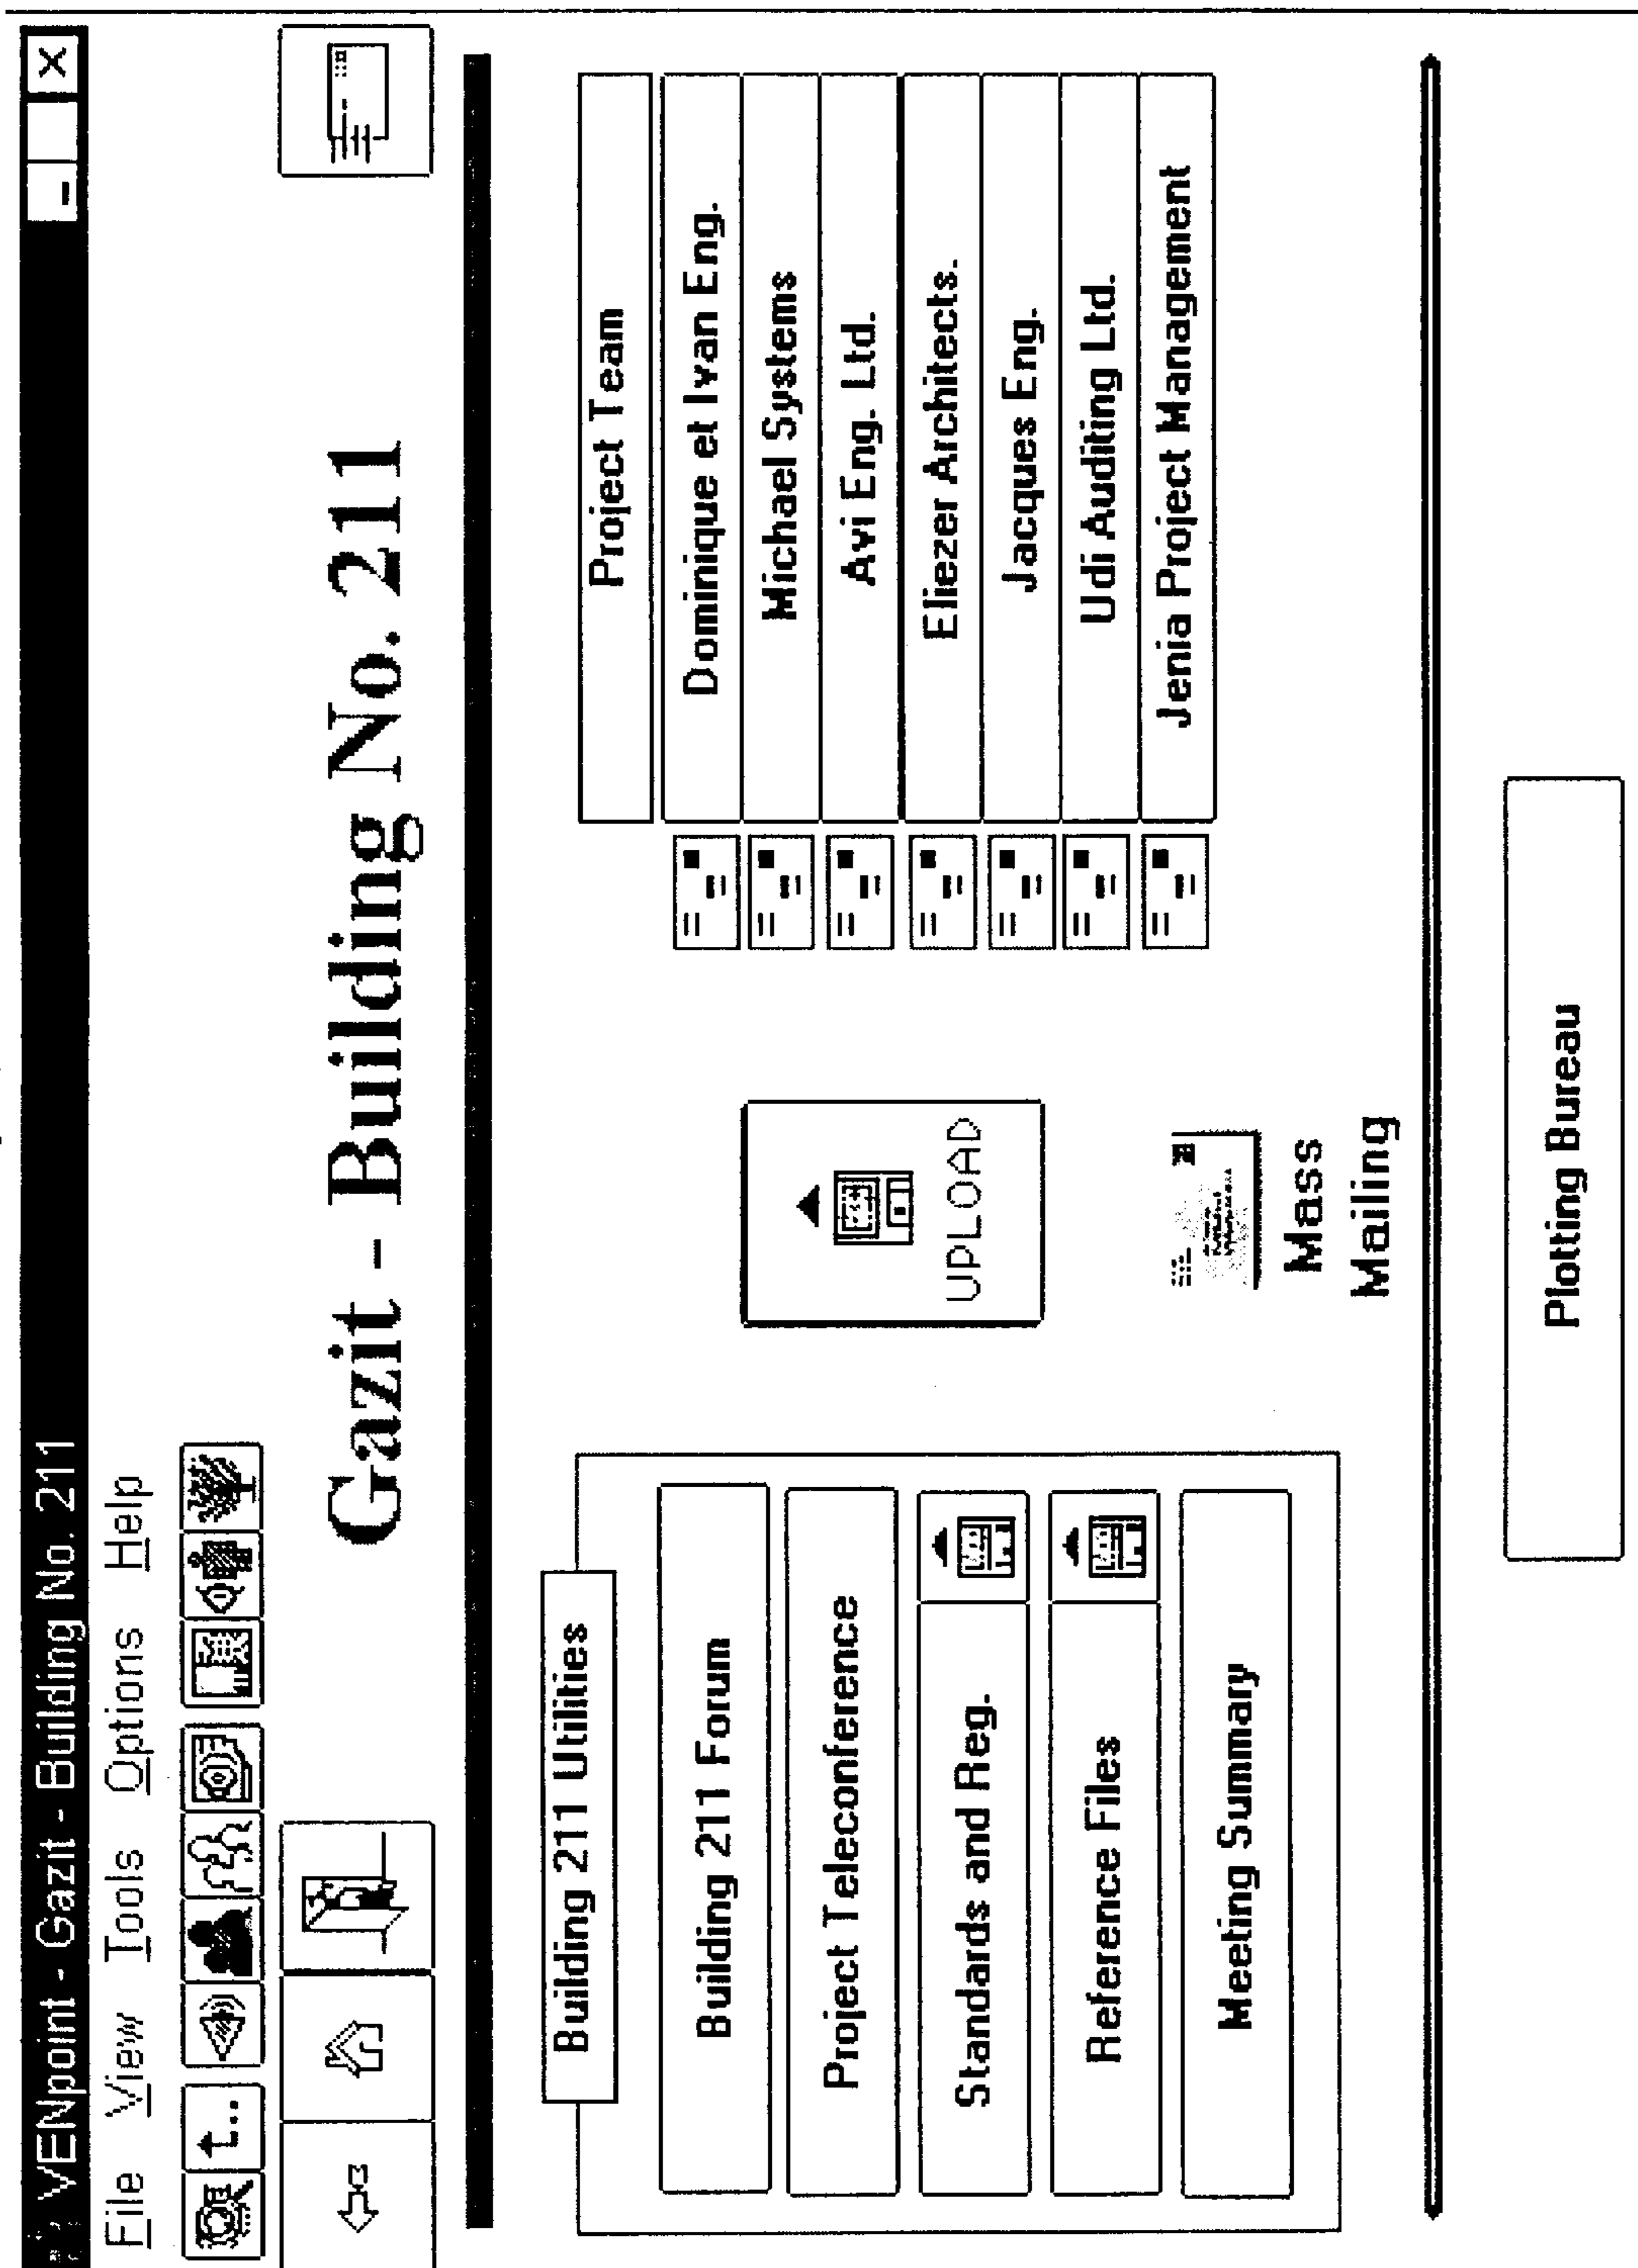 VENpoint - Gazit - Building No. 211
File View Tools Options Help
Gazit - Building No. 211
Building 211 Utilities
Building 211 Forum
Project Teleconference
Standards and Reg.
Reference Files
Meeting Summary
UPLOAD
Mass
Mailing
Project Team
Dominique et Ivan Eng.
Michael Systems
Avi Eng. Ltd.
Eliezer Architects.
Jacques Eng.
Udi Auditing Ltd.
Jenia Project Management
Plotting Bureau